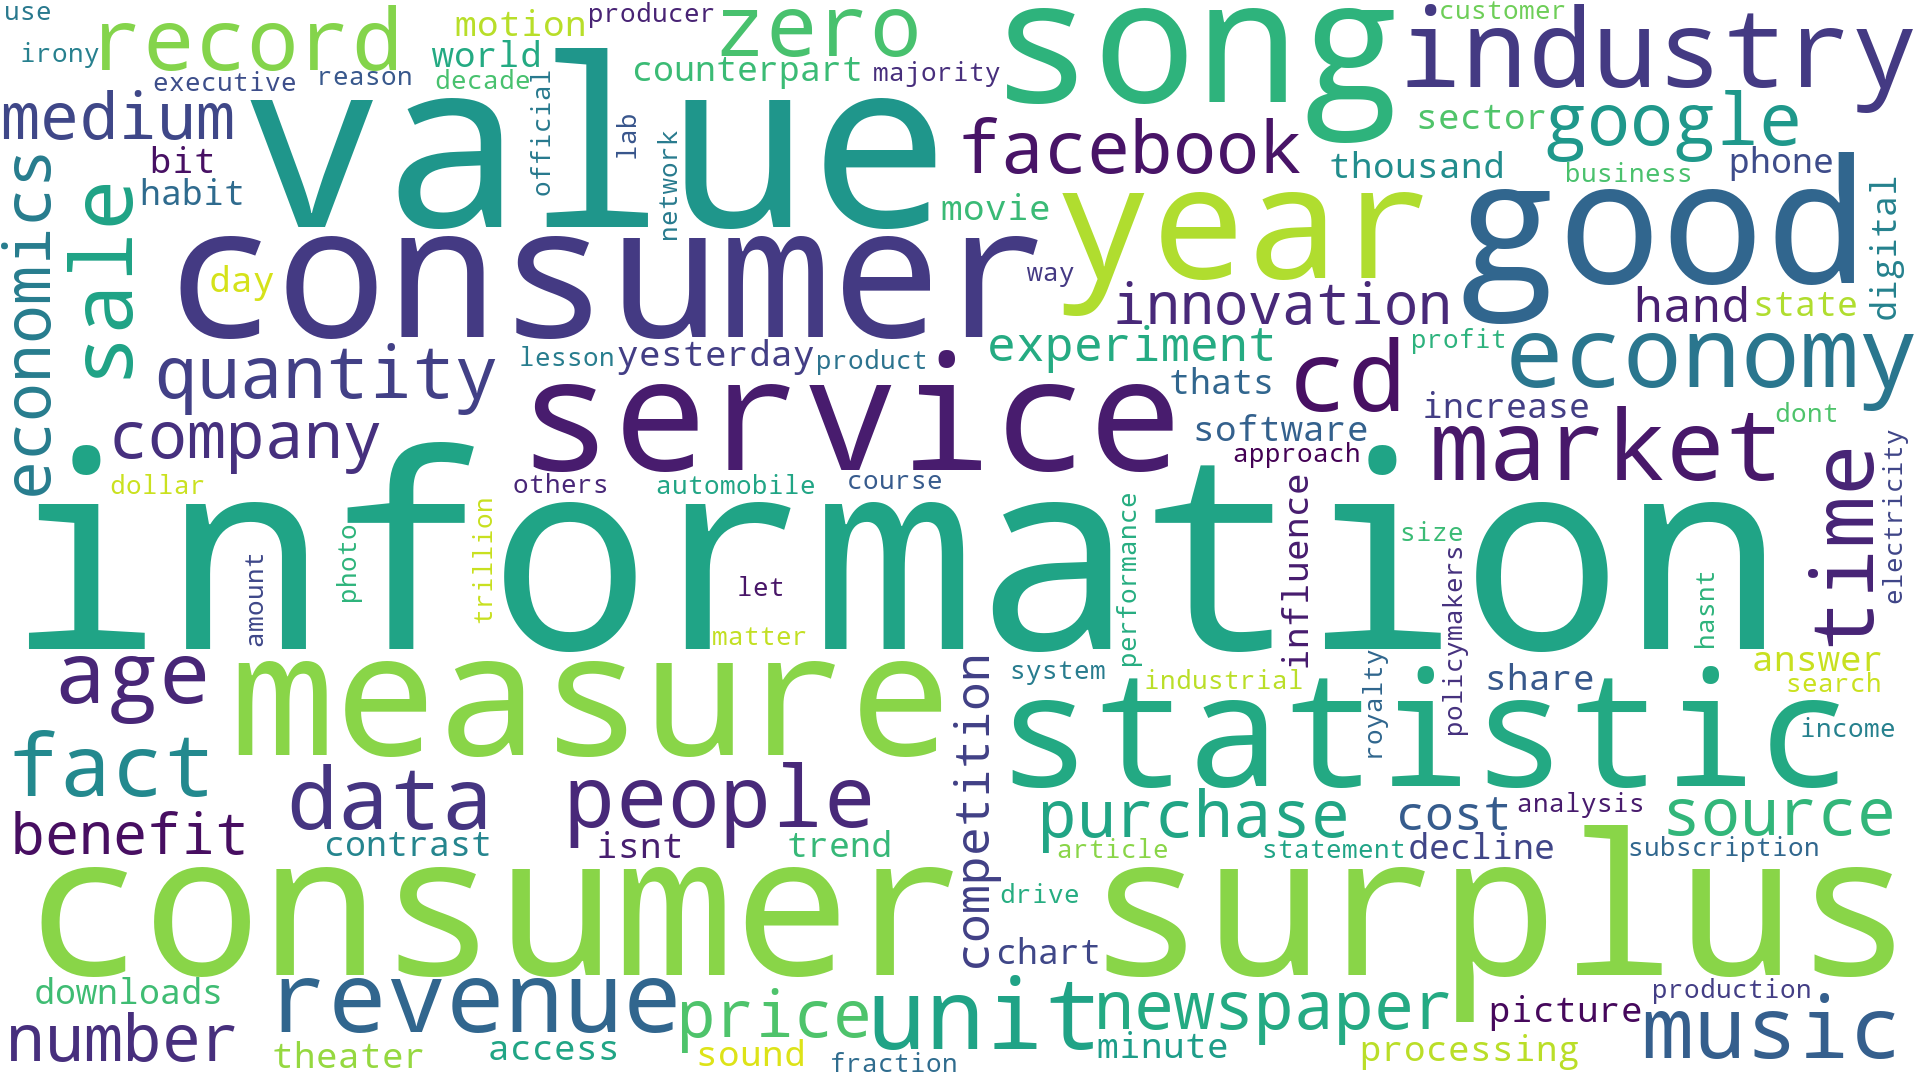 use
record
motion
producer
zero
song
customer
industry
irony
world
executive
reason
decade
counterpart
majority
medium
value
official
lab
network
facebook
sector
google
bit
habit
thousand
business
phone
movie
year
good
digital
economics
sale
day
consumer
way
innovation
hand
state
quantity
lesson
yesterday
product
experiment
thats
cd
profit
economy
company
service
software
approach
increase
market
dont
dollar
others
automobile
course
information
trillion
photo
amount
let
matter
performance
influence
size
policymakers
hasnt
time
electricity
age
measure
competition
system
industrial
statistic
royalty
share
answer
search
income
fact
data
people
purchase
cost
analysis
source
benefit
contrast
isnt
trend
article
statement
decline
subscription
consumer surplus
drive
chart
downloads
revenue
price
unit
newspaper
picture
production
music
number
theater
access
sound
fraction
minute
processing